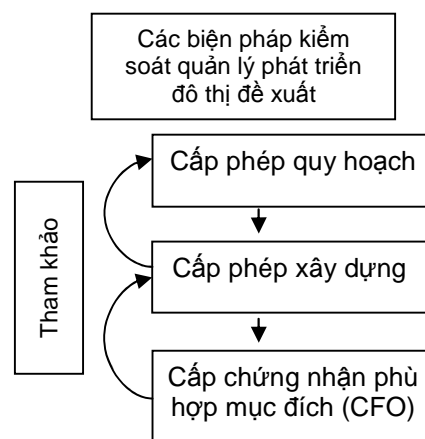 Các biện pháp kiểm
soát quản lý phát triển
đô thị đề xuất
Cấp phép quy hoạch
Tham khảo
Cấp phép xây dựng
Cấp chứng nhận phù
hợp mục đích (CFO)